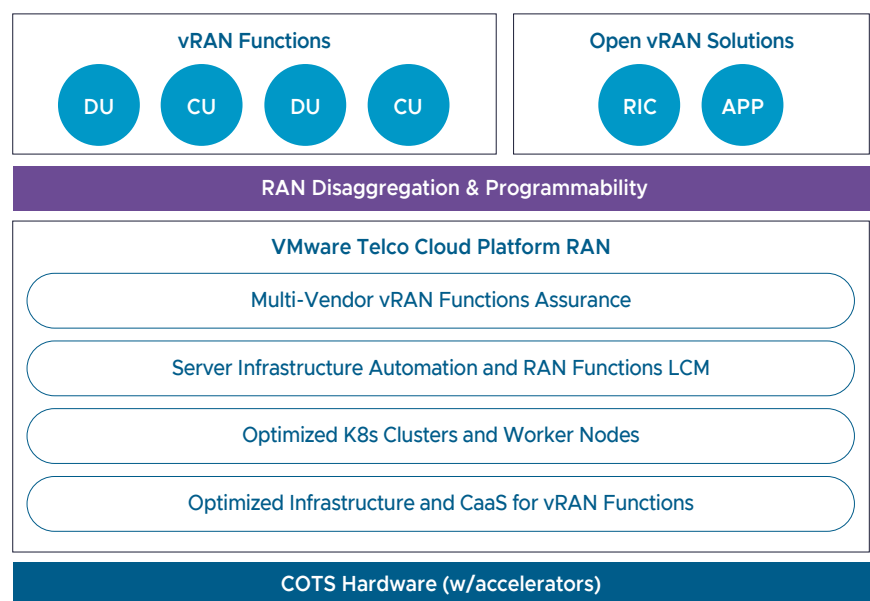 vRAN Functions
DU CU DU CU
Open vRAN Solutions
RIC APP
RAN Disaggregation & Programmability
VMware Telco Cloud Platform RAN
Multi-Vendor vRAN Functions Assurance
Server Infrastructure Automation and RAN Functions LCM
Optimized K8s Clusters and Worker Nodes
Optimized Infrastructure and CaaS for vRAN Functions
COTS Hardware (w/accelerators)